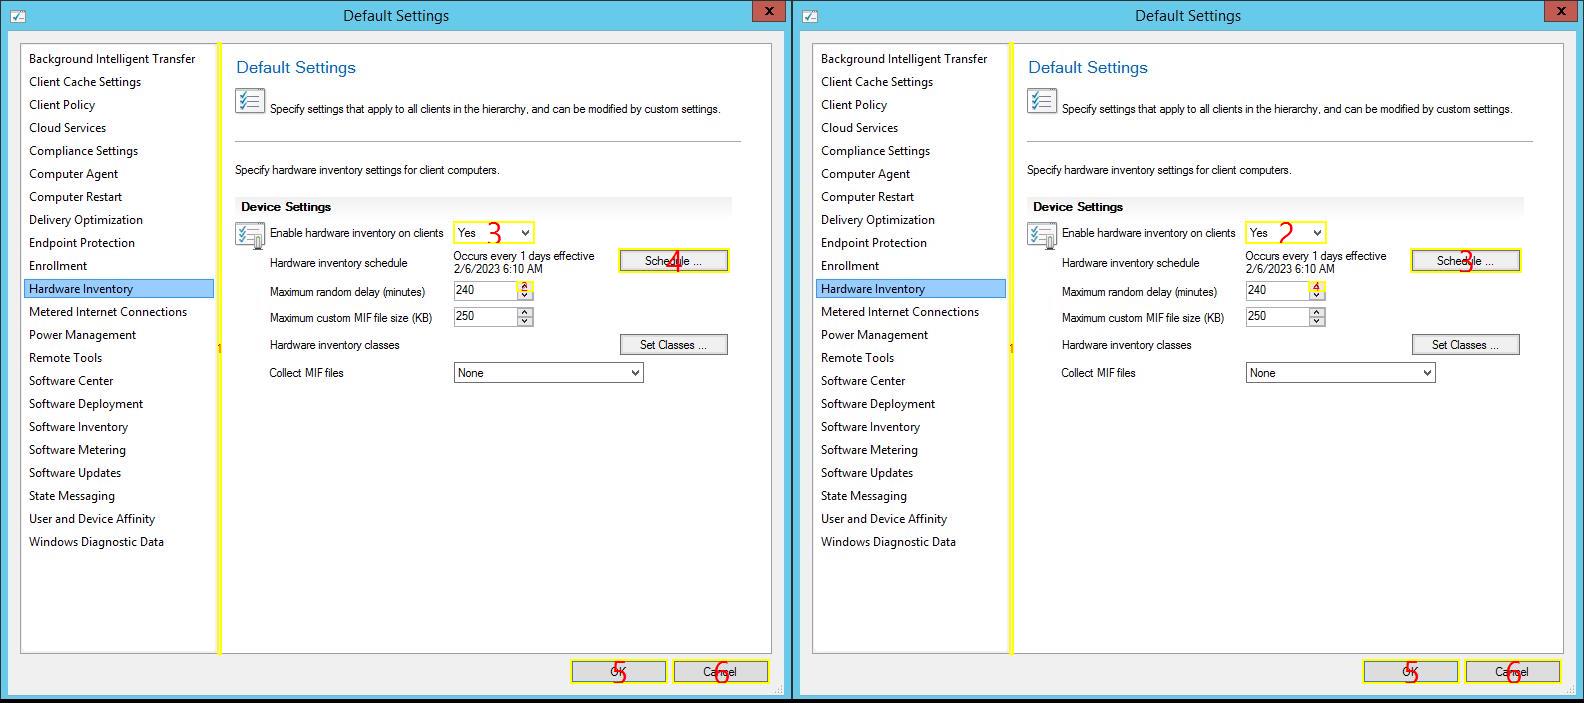 Default Settings
x
Background Intelligent Transfer
Client Cache Settings
Client Policy
Cloud Services
Compliance Settings
Computer Agent
Computer Restart
Delivery Optimization
Endpoint Protection
Enrollment
Hardware Inventory
Metered Internet Connections
Power Management
Remote Tools
Software Center
Software Deployment
Software Inventory
Software Metering
Software Updates
State Messaging
User and Device Affinity
Windows Diagnostic Data
1
Default Settings
Specify settings that apply to all clients in the hierarchy, and can be modified by custom settings.
Specify hardware inventory settings for client computers.
Device Settings
Enable hardware inventory on clients Yes 3
Hardware inventory schedule
Occurs every 1 days effective
2/6/2023 6:10 AM
Schedule ... 4
Maximum random delay (minutes) 240
Maximum custom MIF file size (KB) 250
Hardware inventory classes Set Classes ...
Collect MIF files None
OK 5
Cancel 6
Default Settings
x
Background Intelligent Transfer
Client Cache Settings
Client Policy
Cloud Services
Compliance Settings
Computer Agent
Computer Restart
Delivery Optimization
Endpoint Protection
Enrollment
Hardware Inventory
Metered Internet Connections
Power Management
Remote Tools
Software Center
Software Deployment
Software Inventory
Software Metering
Software Updates
State Messaging
User and Device Affinity
Windows Diagnostic Data
1
Default Settings
Specify settings that apply to all clients in the hierarchy, and can be modified by custom settings.
Specify hardware inventory settings for client computers.
Device Settings
Enable hardware inventory on clients Yes 2
Hardware inventory schedule
Occurs every 1 days effective
2/6/2023 6:10 AM
Schedule ... 3
Maximum random delay (minutes) 240 4
Maximum custom MIF file size (KB) 250
Hardware inventory classes Set Classes ...
Collect MIF files None
OK 5
Cancel 6